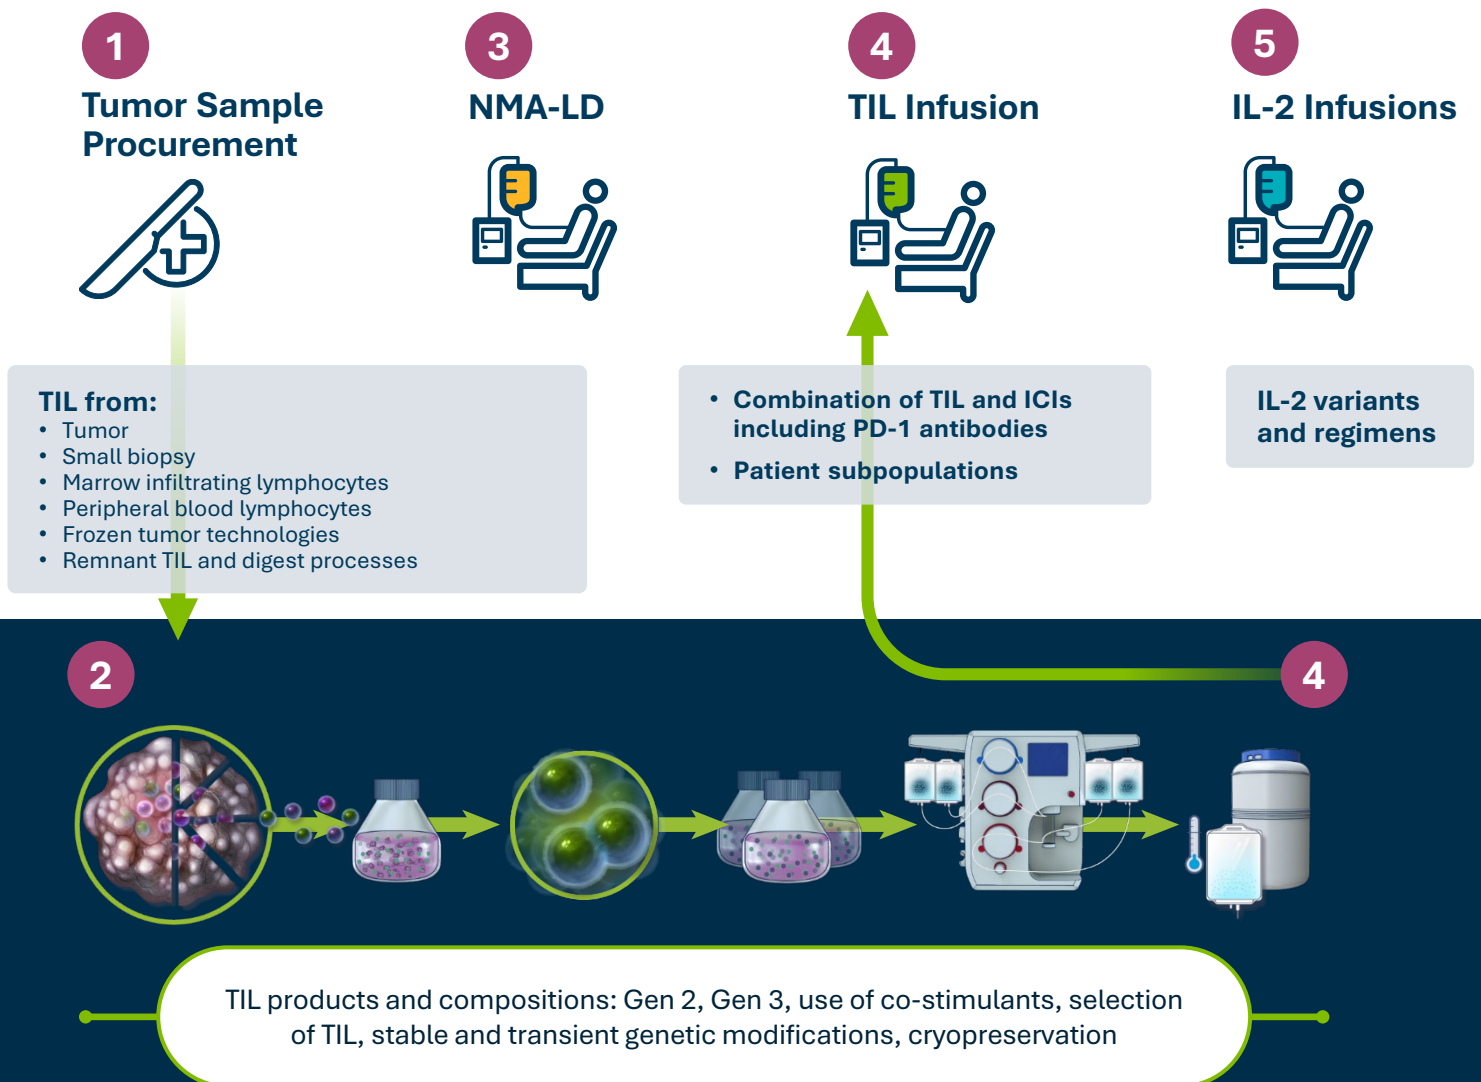 1
Tumor Sample
Procurement
3
NMA-LD
4
TIL Infusion
5
IL-2 Infusions
TIL from:
• Tumor
• Small biopsy
• Marrow infiltrating lymphocytes
• Peripheral blood lymphocytes
• Frozen tumor technologies
• Remnant TIL and digest processes
• Combination of TIL and ICIs
including PD-1 antibodies
• Patient subpopulations
IL-2 variants
and regimens
2
4
TIL products and compositions: Gen 2, Gen 3, use of co-stimulants, selection
of TIL, stable and transient genetic modifications, cryopreservation